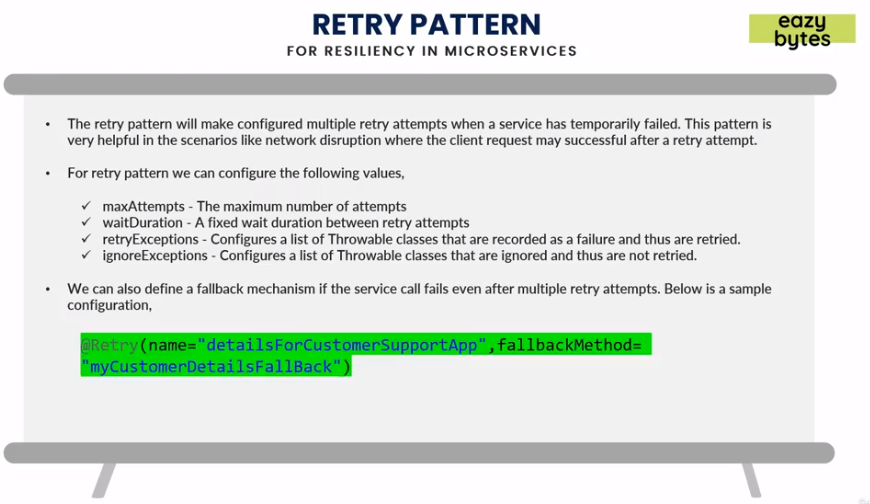 RETRY PATTERN
FOR RESILIENCY IN MICROSERVICES
eazy
bytes
• The retry pattern will make configured multiple retry attempts when a service has temporarily failed. This pattern is
very helpful in the scenarios like network disruption where the client request may successful after a retry attempt.
• For retry pattern we can configure the following values,
✓ maxAttempts - The maximum number of attempts
✓ waitDuration - A fixed wait duration between retry attempts
✓ retryExceptions - Configures a list of Throwable classes that are recorded as a failure and thus are retried.
✓ ignoreExceptions - Configures a list of Throwable classes that are ignored and thus are not retried.
• We can also define a fallback mechanism if the service call fails even after multiple retry attempts. Below is a sample
configuration,
@Retry(name="detailsForCustomerSupportApp",fallbackMethod=
"myCustomerDetailsFallBack")